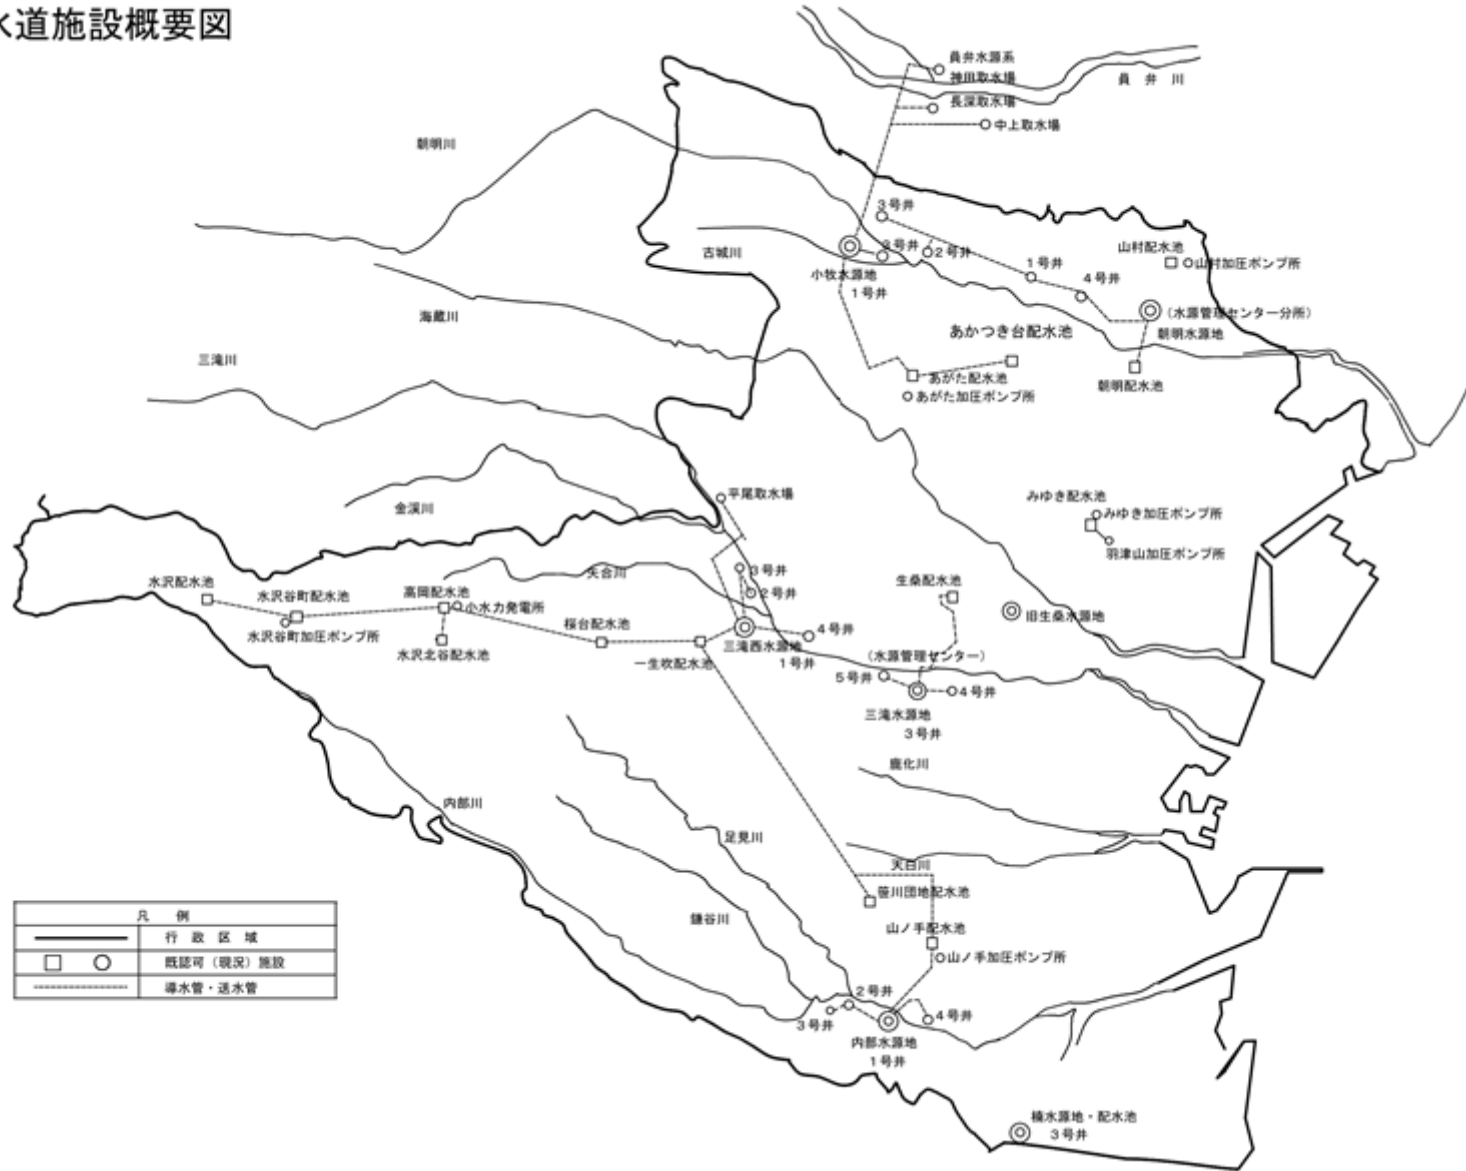 水道施設概要図
員弁水源系
神田取水場
員弁川
長深取水場
中上取水場
朝明川
3号井
古城川
3号井
2号井
山村配水池
山村加圧ポンプ所
小牧水源地
1号井
1号井
4号井
(水源管理センター分所)
朝明水源地
海蔵川
あかつき台配水池
三滝川
あがた配水池
朝明配水池
あがた加圧ポンプ所
平尾取水場
みゆき配水池
金溪川
みゆき加圧ポンプ所
羽津山加圧ポンプ所
3号井
矢合川
水沢配水池
生桑配水池
水沢谷町配水池
高岡配水池
2号井
小水力発電所
旧生桑水源地
桜台配水池
4号井
水沢谷町加圧ポンプ所
三滝西水源地
水沢北谷配水池
(水源管理センター)
一生吹配水池
1号井
5号井
4号井
三滝水源地
3号井
鹿化川
内部川
足見川
天白川
笹川団地配水池
鎌谷川
山ノ手配水池
山ノ手加圧ポンプ所
凡例
行政区域
既認可(現況)施設
導水管・送水管
2号井
3号井
4号井
内部水源地
1号井
楠水源地・配水池
3号井